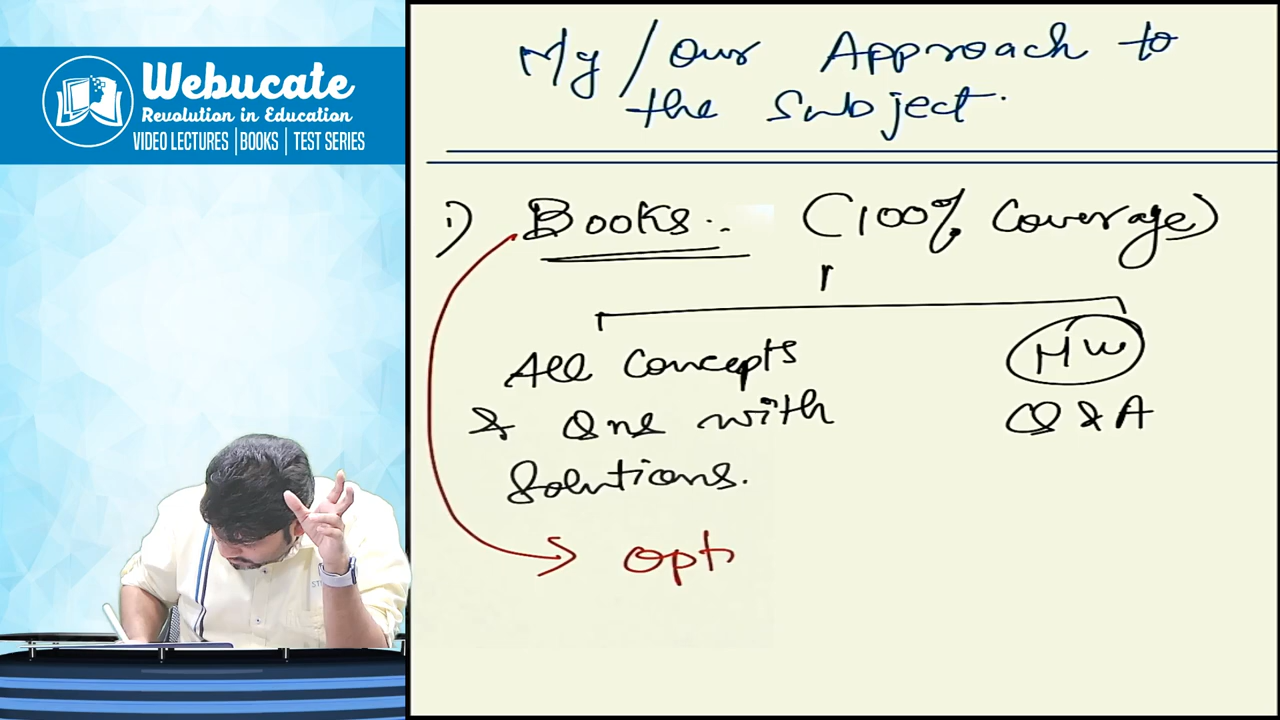 Webucate
Revolution in Education
VIDEO LECTURES | BOOKS | TEST SERIES
My / Our Approach to
the Subject.
1) Books :. (100% Coverage)
All Concepts
& Qns with
Solutions.
HW
Q & A
Opt